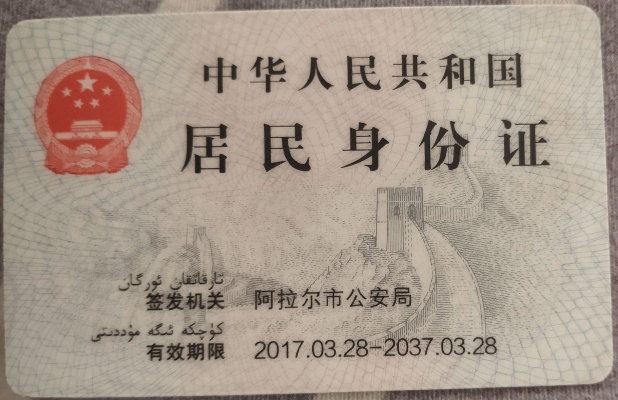 中华人民共和国
居民身份证
تارقاتقان ئورگان
签发机关 阿拉尔市公安局
كۈچكە ئىگە مۇددىتى
有效期限 2017.03.28-2037.03.28